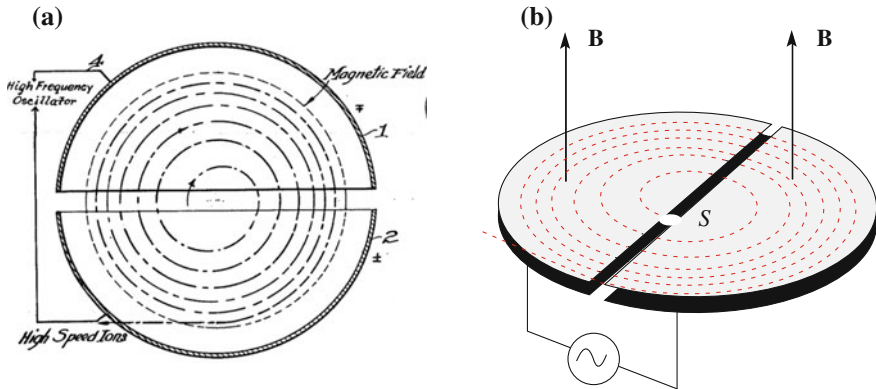 (a)
4
High Frequency
Oscillator
Magnetic Field
∓
1
2
±
High Speed Ions
(b)
B
B
S